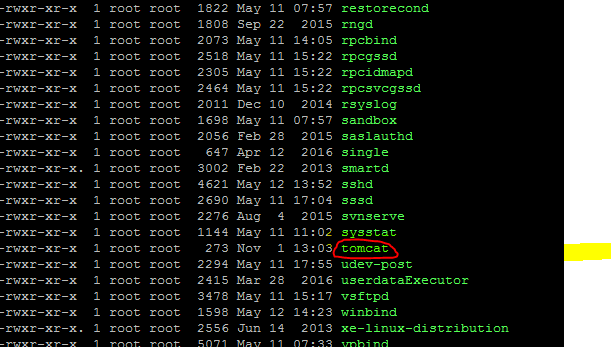 -rwxr-xr-x 1 root root 1822 May 11 07:57 restorecond
-rwxr-xr-x 1 root root 1808 Sep 22 2015 rngd
-rwxr-xr-x 1 root root 2073 May 11 14:05 rpcbind
-rwxr-xr-x 1 root root 2518 May 11 15:22 rpcgssd
-rwxr-xr-x 1 root root 2305 May 11 15:22 rpcidmapd
-rwxr-xr-x 1 root root 2464 May 11 15:22 rpcsvcgssd
-rwxr-xr-x 1 root root 2011 Dec 10 2014 rsyslog
-rwxr-xr-x 1 root root 1698 May 11 07:57 sandbox
-rwxr-xr-x 1 root root 2056 Feb 28 2015 saslauthd
-rwxr-xr-x 1 root root 647 Apr 12 2016 single
-rwxr-xr-x. 1 root root 3002 Feb 22 2013 smartd
-rwxr-xr-x 1 root root 4621 May 12 13:52 sshd
-rwxr-xr-x 1 root root 2690 May 11 17:04 sssd
-rwxr-xr-x 1 root root 2276 Aug 4 2015 svnserve
-rwxr-xr-x 1 root root 1144 May 11 11:02 sysstat
-rwxr-xr-x 1 root root 273 Nov 1 13:03 tomcat
-rwxr-xr-x 1 root root 2294 May 11 17:55 udev-post
-rwxr-xr-x 1 root root 2415 Mar 28 2016 userdataExecutor
-rwxr-xr-x 1 root root 3478 May 11 15:17 vsftpd
-rwxr-xr-x 1 root root 1598 May 12 14:23 winbind
-rwxr-xr-x. 1 root root 2556 Jun 14 2013 xe-linux-distribution
-rwxr-xr-x 1 root root 5071 May 11 07:33 ypbind